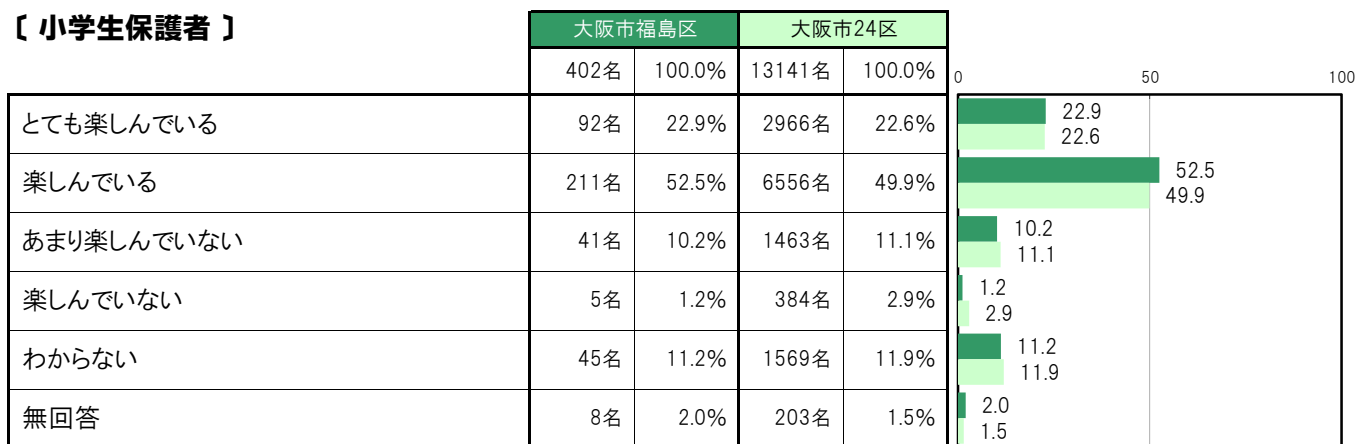 〔 小学生保護者 〕
大阪市福島区 大阪市24区
402名 100.0% 13141名 100.0% 0 50 100
とても楽しんでいる 92名 22.9% 2966名 22.6% 22.9
22.6
楽しんでいる 211名 52.5% 6556名 49.9% 52.5
49.9
あまり楽しんでいない 41名 10.2% 1463名 11.1% 10.2
11.1
楽しんでいない 5名 1.2% 384名 2.9% 1.2
2.9
わからない 45名 11.2% 1569名 11.9% 11.2
11.9
無回答 8名 2.0% 203名 1.5% 2.0
1.5